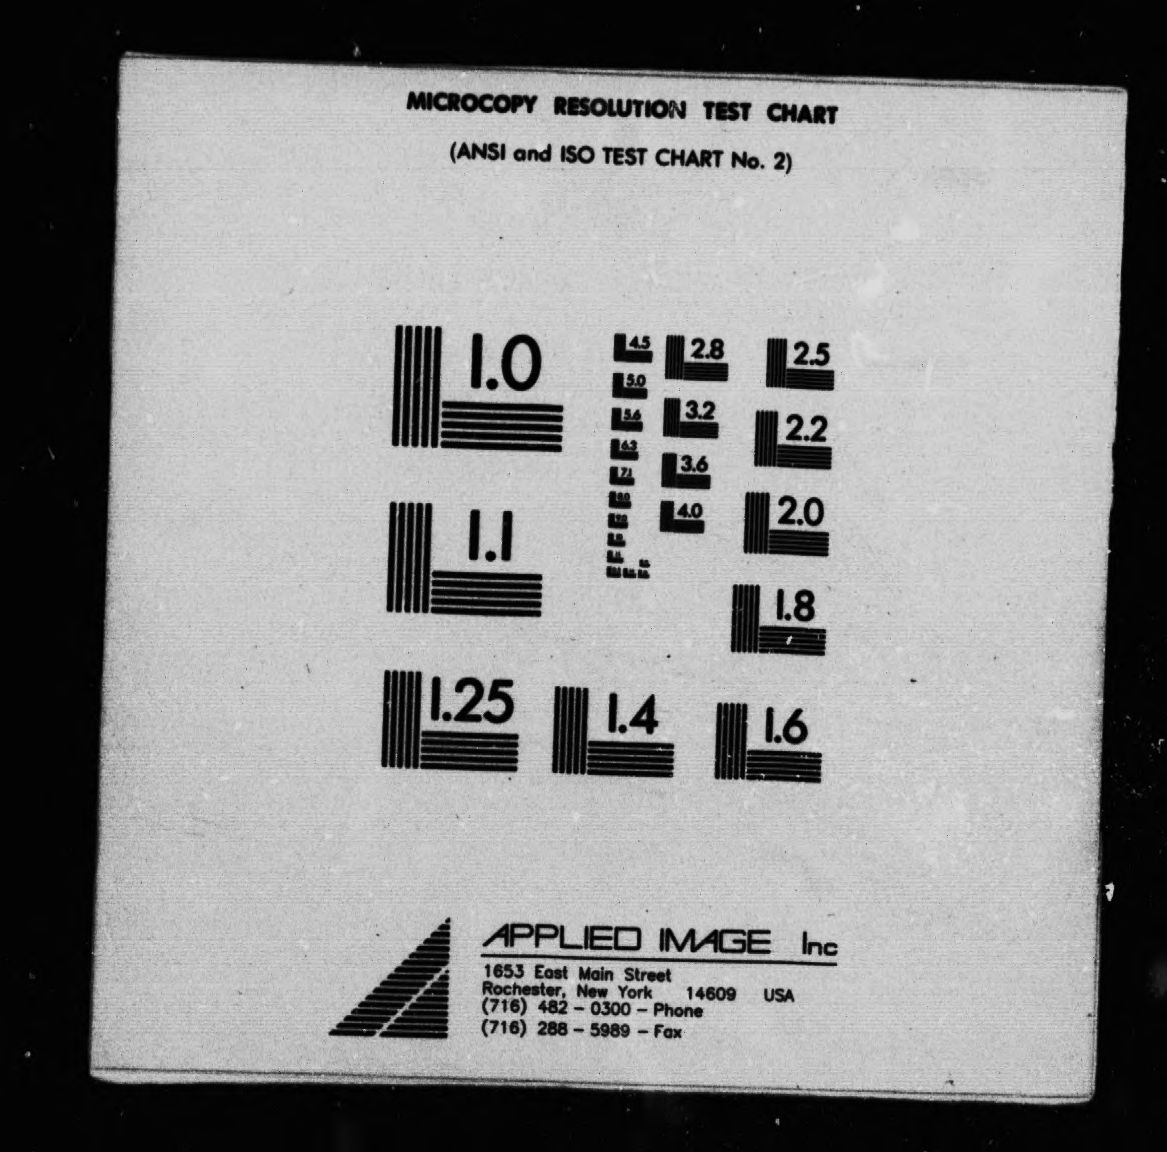 MICROCOPY RESOLUTION TEST CHART
(ANSI and ISO TEST CHART No. 2)
1.0
1.1
1.25
1.4
1.6
1.8
2.0
2.2
2.5
2.8
3.2
3.6
4.0
4.5
5.0
5.6
6.3
7.1
8.0
9.0
APPLIED IMAGE Inc
1653 East Main Street
Rochester, New York 14609 USA
(716) 482 - 0300 - Phone
(716) 288 - 5989 - Fax